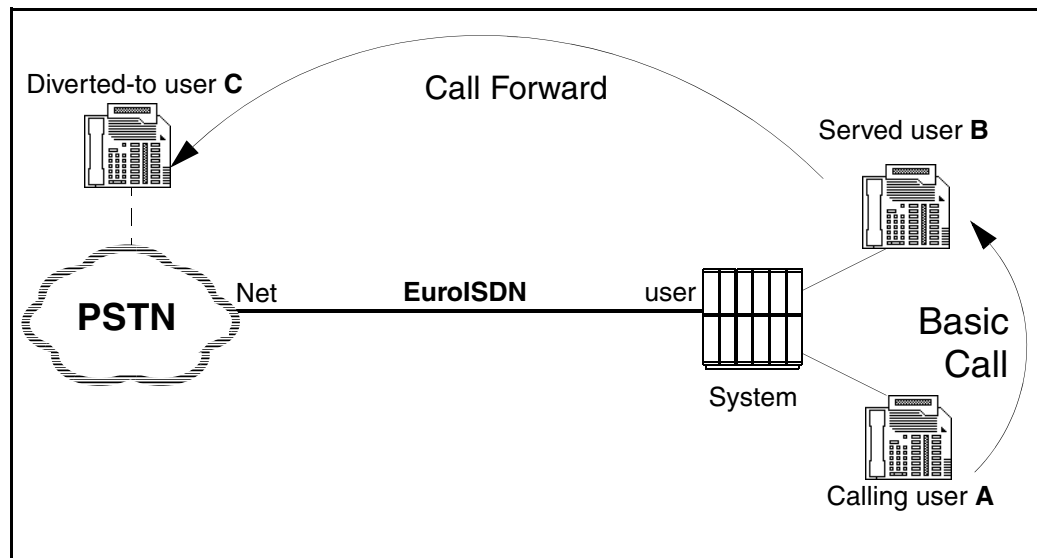 Diverted-to user C
Call Forward
Served user B
Net
EuroISDN
user
PSTN
Basic
Call
System
Calling user A